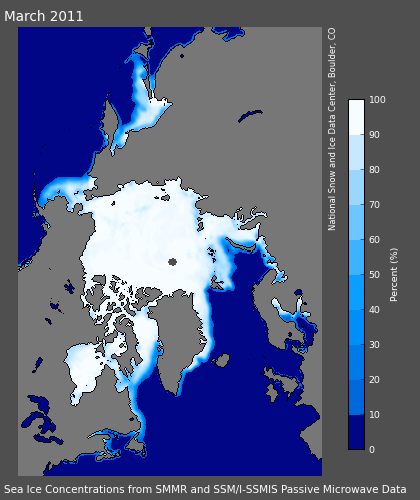 March 2011
National Snow and Ice Data Center, Boulder, CO
100
90
80
70
60
50
40
30
20
10
0
Percent (%)
Sea Ice Concentrations from SMMR and SSM/I-SSMIS Passive Microwave Data